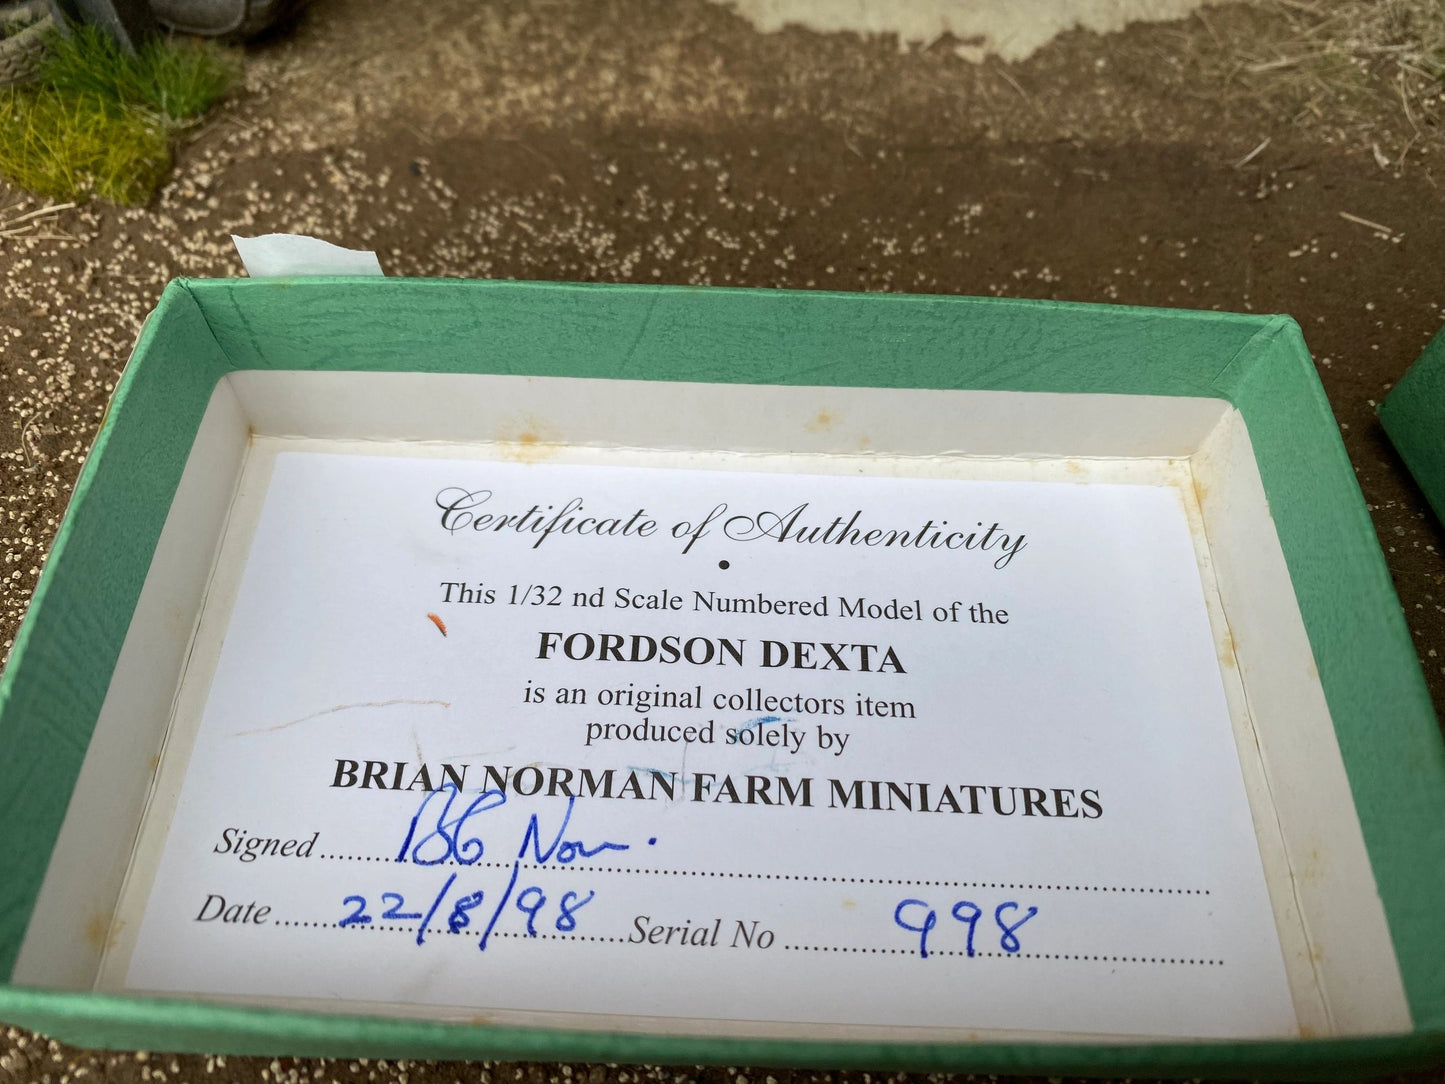 Certificate of Authenticity
•
This 1/32 nd Scale Numbered Model of the
FORDSON DEXTA
is an original collectors item
produced solely by
BRIAN NORMAN FARM MINIATURES
Signed
Date 22/8/98 Serial No 998